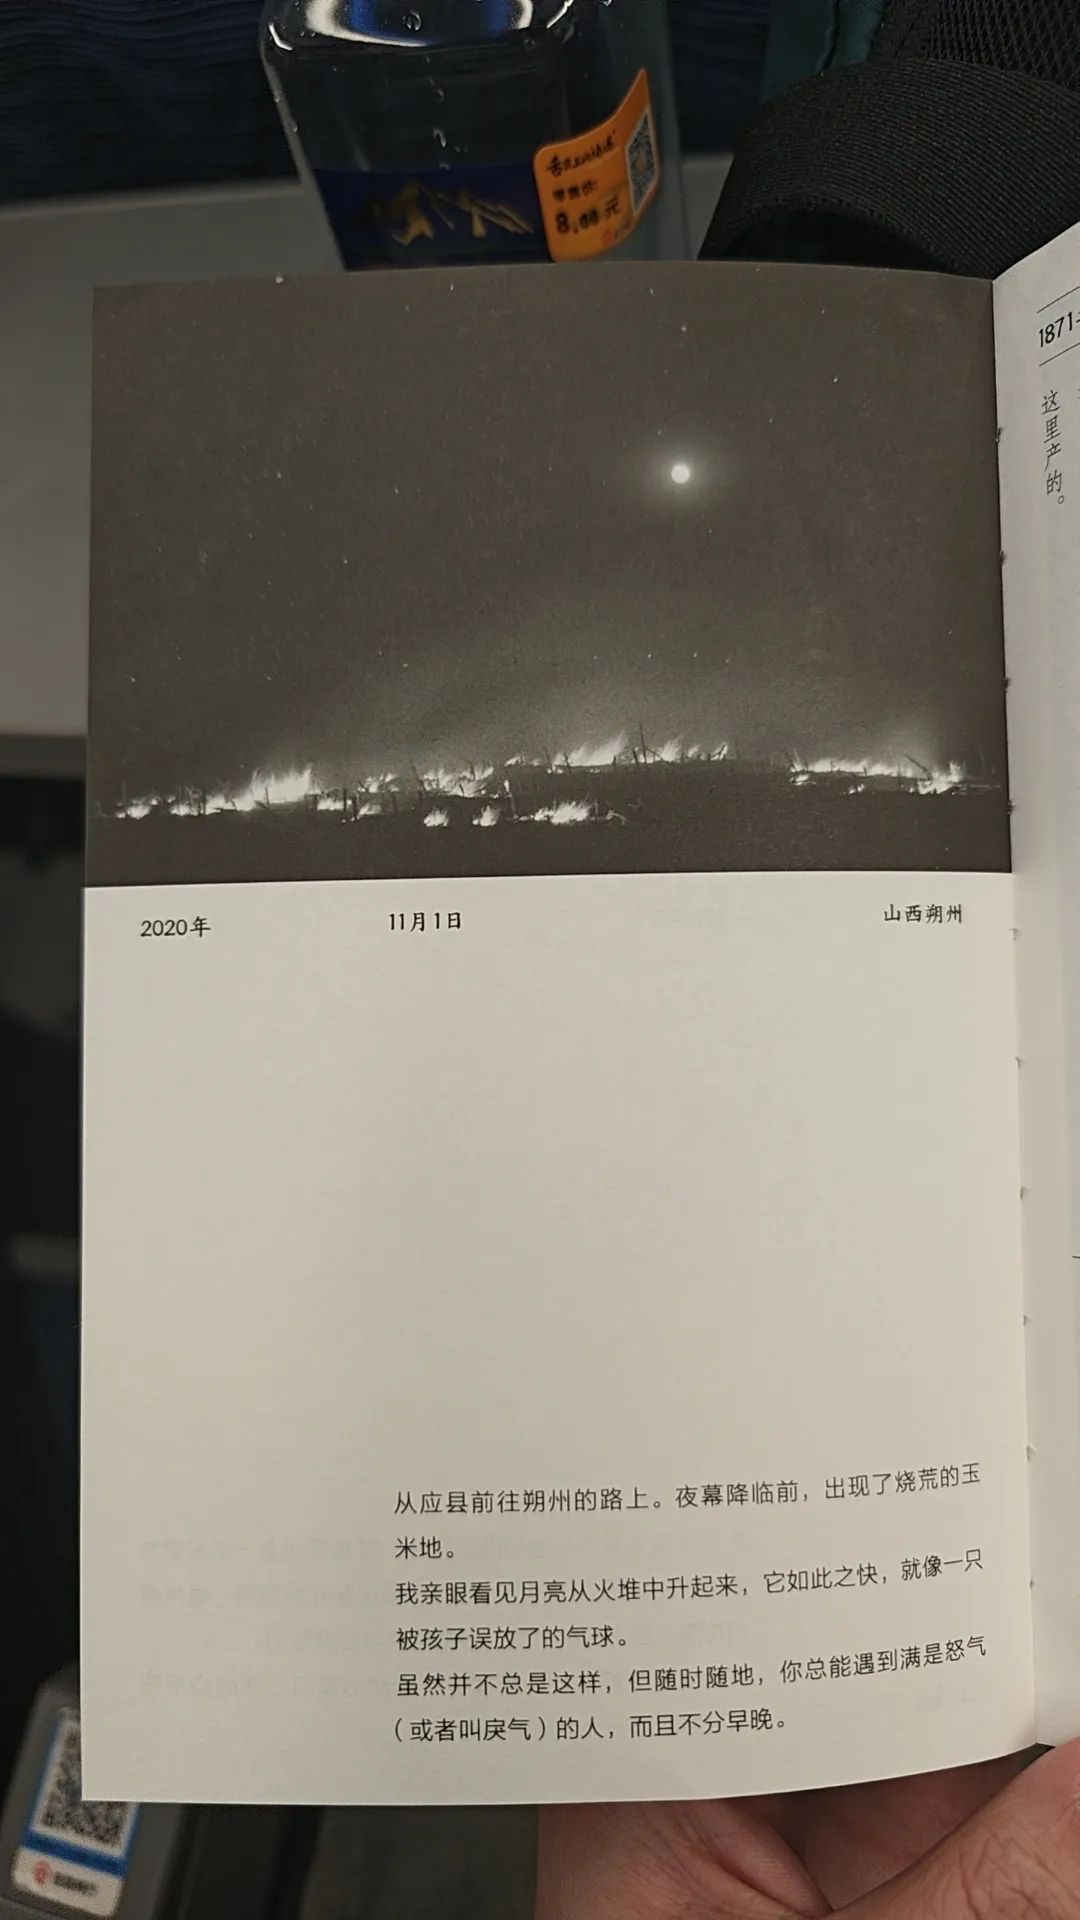 零售价:
8.00元
1871
这里产的。
2020年
11月1日
山西朔州
从应县前往朔州的路上。夜幕降临前，出现了烧荒的玉
米地。
我亲眼看见月亮从火堆中升起来，它如此之快，就像一只
被孩子误放了的气球。
虽然并不总是这样，但随时随地，你总能遇到满是怒气
（或者叫戾气）的人，而且不分早晚。